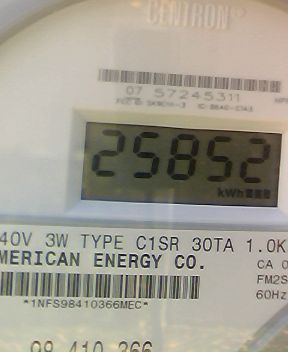 CENTRON®
07 57245311
25852
kWh
40V 3W TYPE C1SR 30TA 1.0K
MERICAN ENERGY CO.
CA 0
FM2S
60Hz
*1NFS98410366MEC*
98 410 366